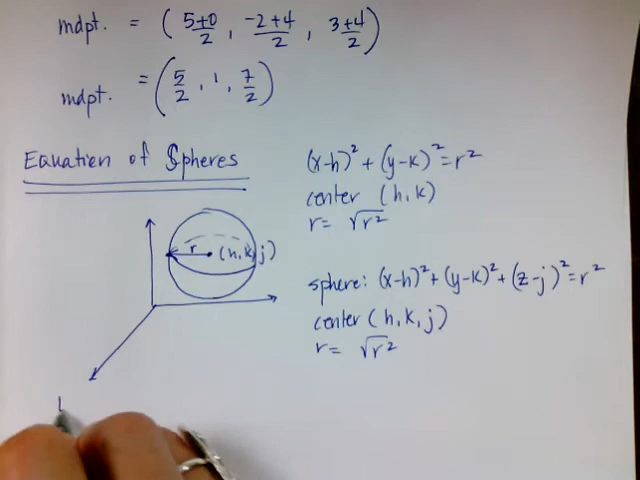 mdpt. = ( 5+0/2 , -2+4/2 , 3+4/2 )
mdpt. = ( 5/2 , 1 , 7/2 )
Equation of Spheres
(x-h)² + (y-k)² = r²
center (h,k)
r = √r²
r (h,k,j)
sphere: (x-h)² + (y-k)² + (z-j)² = r²
center (h,k,j)
r = √r²